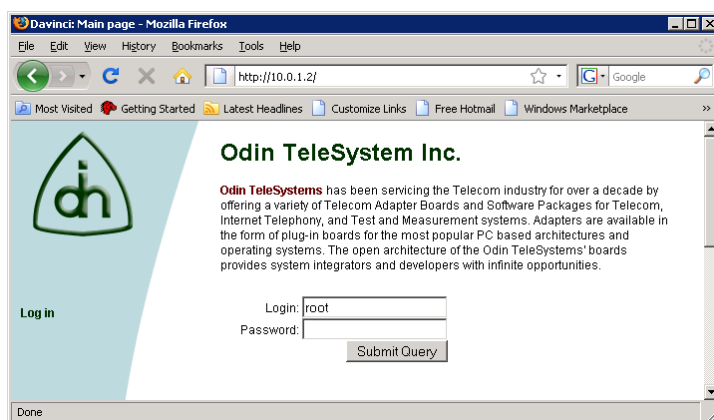 Davinci: Main page - Mozilla Firefox
File Edit View History Bookmarks Tools Help
http://10.0.1.2/
G Google
Most Visited Getting Started Latest Headlines Customize Links Free Hotmail Windows Marketplace »
Odin TeleSystem Inc.
Odin TeleSystems has been servicing the Telecom industry for over a decade by
offering a variety of Telecom Adapter Boards and Software Packages for Telecom,
Internet Telephony, and Test and Measurement systems. Adapters are available in
the form of plug-in boards for the most popular PC based architectures and
operating systems. The open architecture of the Odin TeleSystems' boards
provides system integrators and developers with infinite opportunities.
Log in
Login: root
Password:
Submit Query
Done